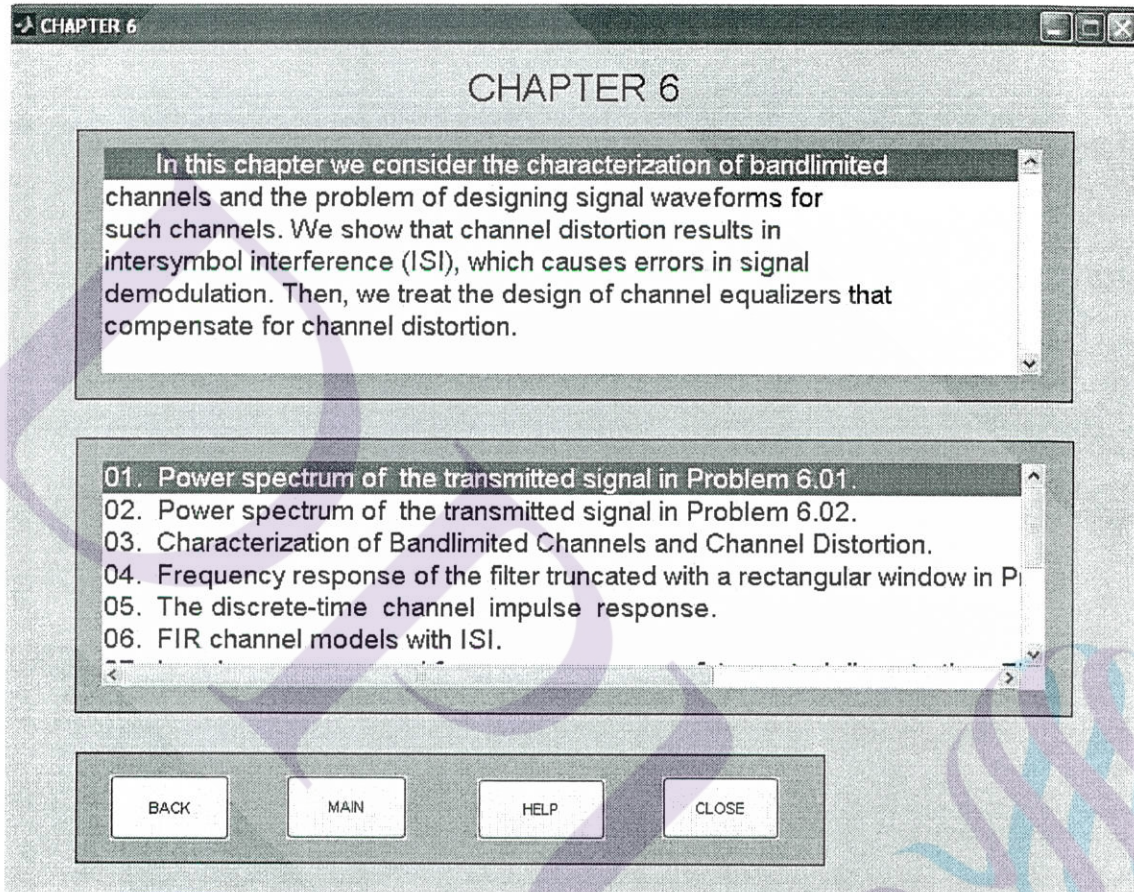 CHAPTER 6
CHAPTER 6
In this chapter we consider the characterization of bandlimited
channels and the problem of designing signal waveforms for
such channels. We show that channel distortion results in
intersymbol interference (ISI), which causes errors in signal
demodulation. Then, we treat the design of channel equalizers that
compensate for channel distortion.
01. Power spectrum of the transmitted signal in Problem 6.01.
02. Power spectrum of the transmitted signal in Problem 6.02.
03. Characterization of Bandlimited Channels and Channel Distortion.
04. Frequency response of the filter truncated with a rectangular window in
05. The discrete-time channel impulse response.
06. FIR channel models with ISI.
BACK MAIN HELP CLOSE